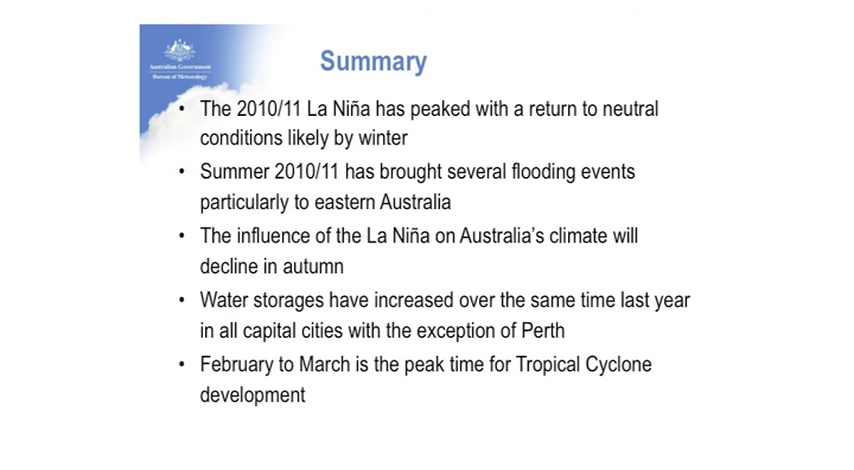 Australian Government
Bureau of Meteorology
Summary
• The 2010/11 La Niña has peaked with a return to neutral
conditions likely by winter
• Summer 2010/11 has brought several flooding events
particularly to eastern Australia
• The influence of the La Niña on Australia's climate will
decline in autumn
• Water storages have increased over the same time last year
in all capital cities with the exception of Perth
• February to March is the peak time for Tropical Cyclone
development